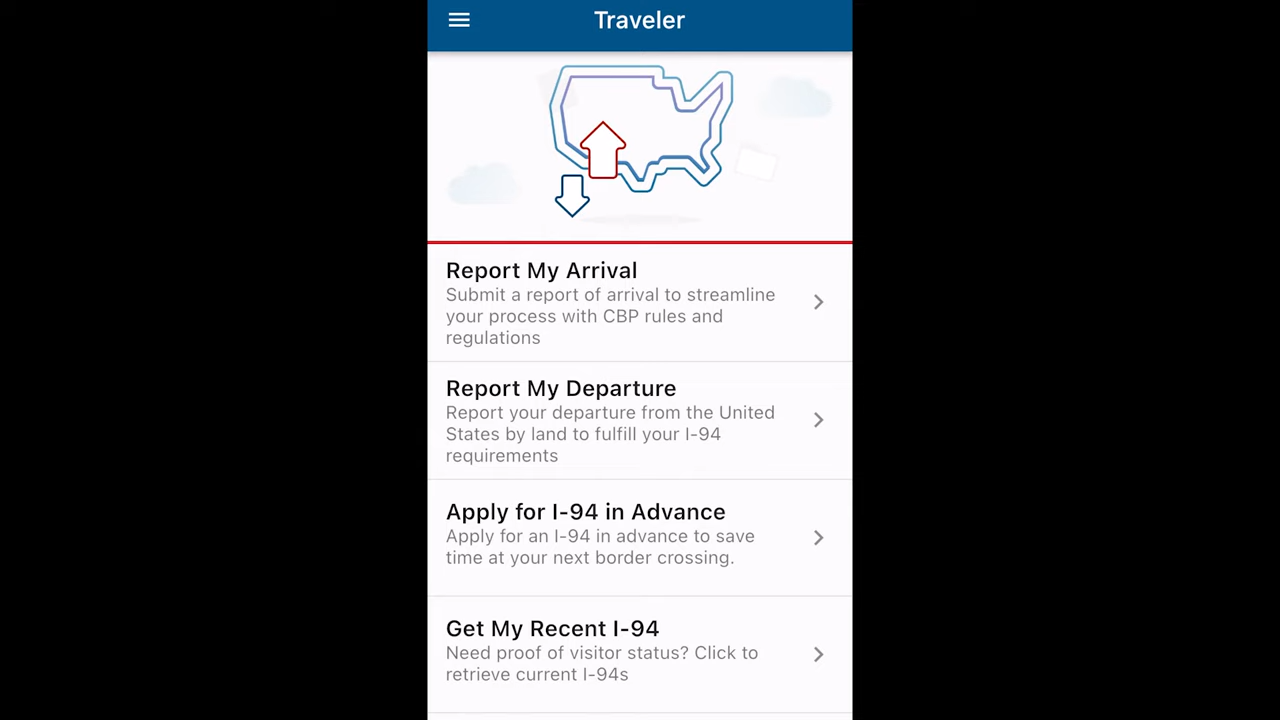 Traveler
Report My Arrival
Submit a report of arrival to streamline
your process with CBP rules and
regulations
Report My Departure
Report your departure from the United
States by land to fulfill your I-94
requirements
Apply for I-94 in Advance
Apply for an I-94 in advance to save
time at your next border crossing.
Get My Recent I-94
Need proof of visitor status? Click to
retrieve current I-94s